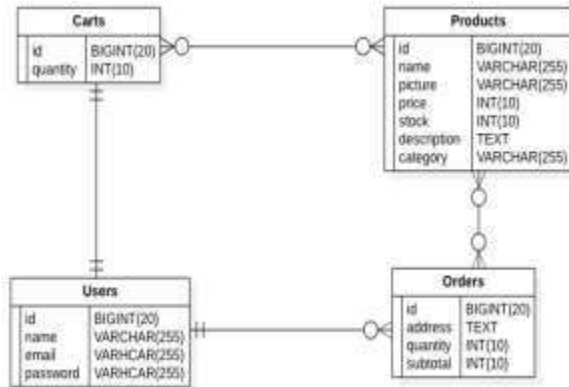 Carts
id BIGINT(20)
quantity INT(10)
Products
id BIGINT(20)
name VARCHAR(255)
picture VARCHAR(255)
price INT(10)
stock INT(10)
description TEXT
category VARCHAR(255)
Users
id BIGINT(20)
name VARCHAR(255)
email VARHCAR(255)
password VARHCAR(255)
Orders
id BIGINT(20)
address TEXT
quantity INT(10)
subtotal INT(10)